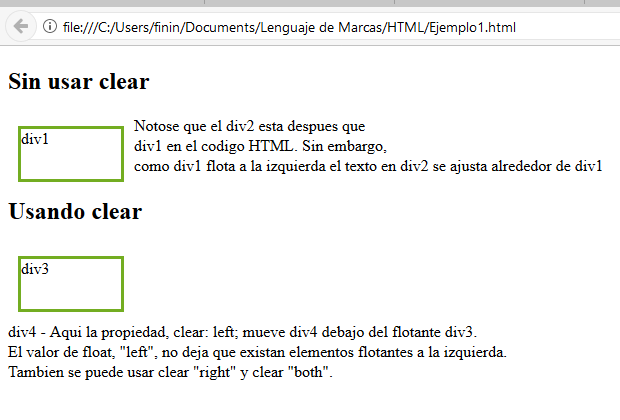 file:///C:/Users/finin/Documents/Lenguaje de Marcas/HTML/Ejemplo1.html
Sin usar clear
div1
Notose que el div2 esta despues que
div1 en el codigo HTML. Sin embargo,
como div1 flota a la izquierda el texto en div2 se ajusta alrededor de div1
Usando clear
div3
div4 - Aqui la propiedad, clear: left; mueve div4 debajo del flotante div3.
El valor de float, "left", no deja que existan elementos flotantes a la izquierda.
Tambien se puede usar clear "right" y clear "both".